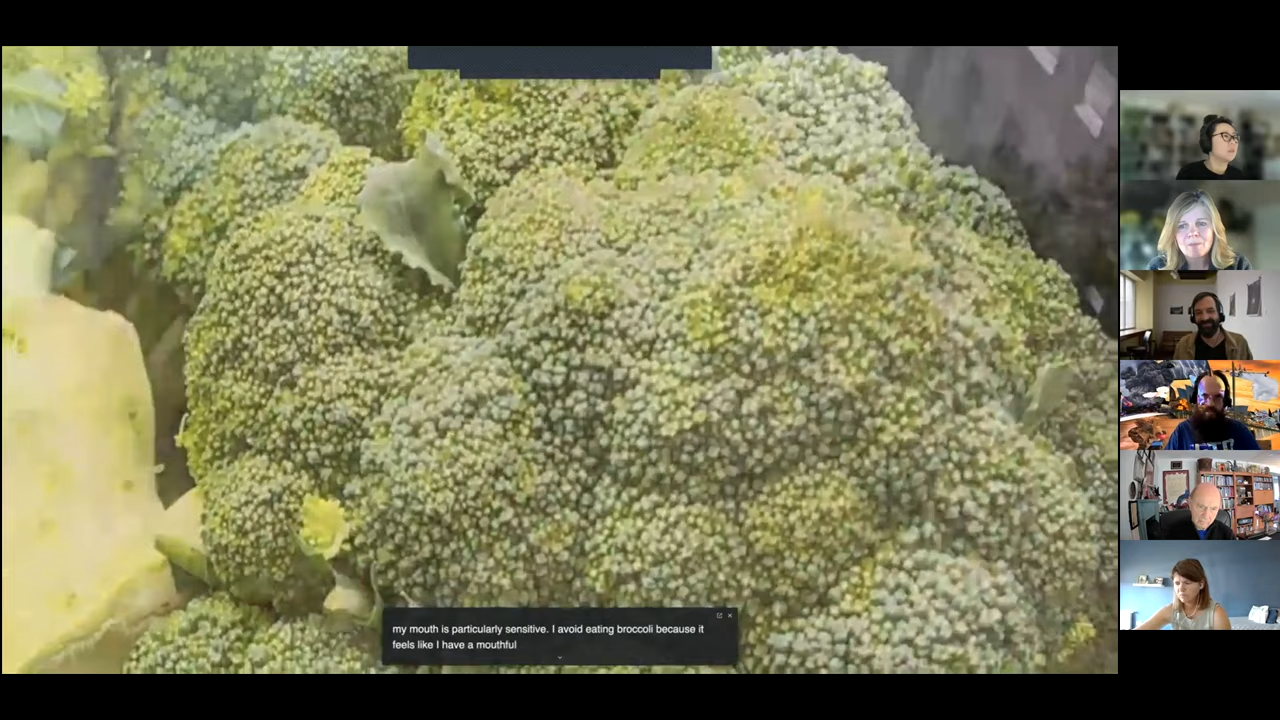 my mouth is particularly sensitive. I avoid eating broccoli because it
feels like I have a mouthful